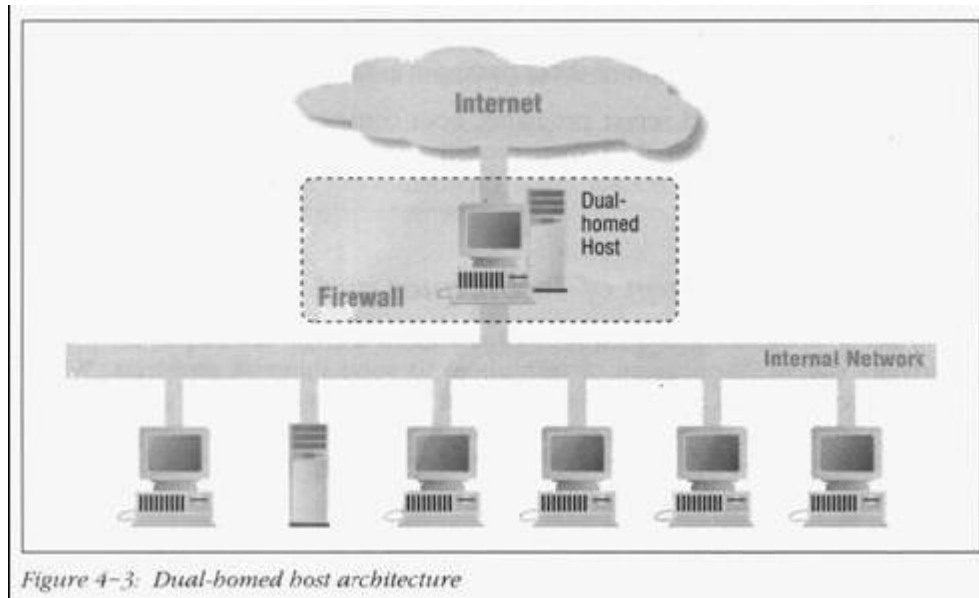 Internet
Dual-
homed
Host
Firewall
Internal Network
Figure 4-3: Dual-homed host architecture